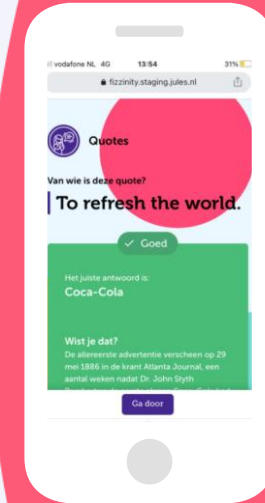 vodafone NL 4G 13:54 31%
fizzinity.staging.jules.nl
Quotes
Van wie is deze quote?
To refresh the world.
Goed
Het juiste antwoord is:
Coca-Cola
Wist je dat?
De allereerste advertentie verscheen op 29
mei 1886 in de krant Atlanta Journal, een
aantal weken nadat Dr. John Styth
Ga door